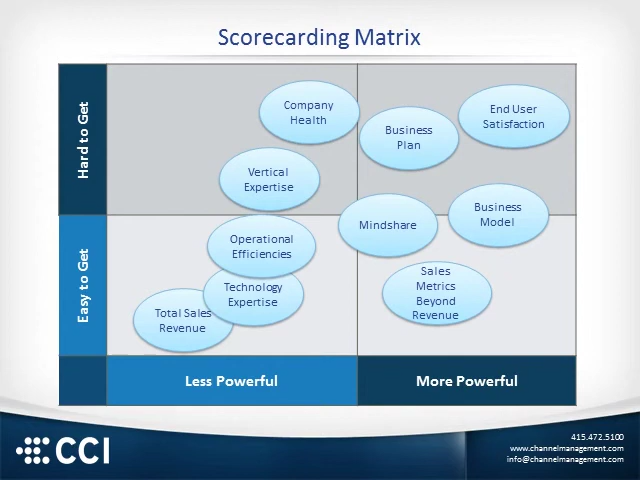 Scorecarding Matrix
Hard to Get
Company
Health
Business
Plan
End User
Satisfaction
Vertical
Expertise
Easy to Get
Mindshare
Business
Model
Operational
Efficiencies
Technology
Expertise
Total Sales
Revenue
Sales
Metrics
Beyond
Revenue
Less Powerful
More Powerful
CCI
415.472.5100
www.channelmanagement.com
info@channelmanagement.com